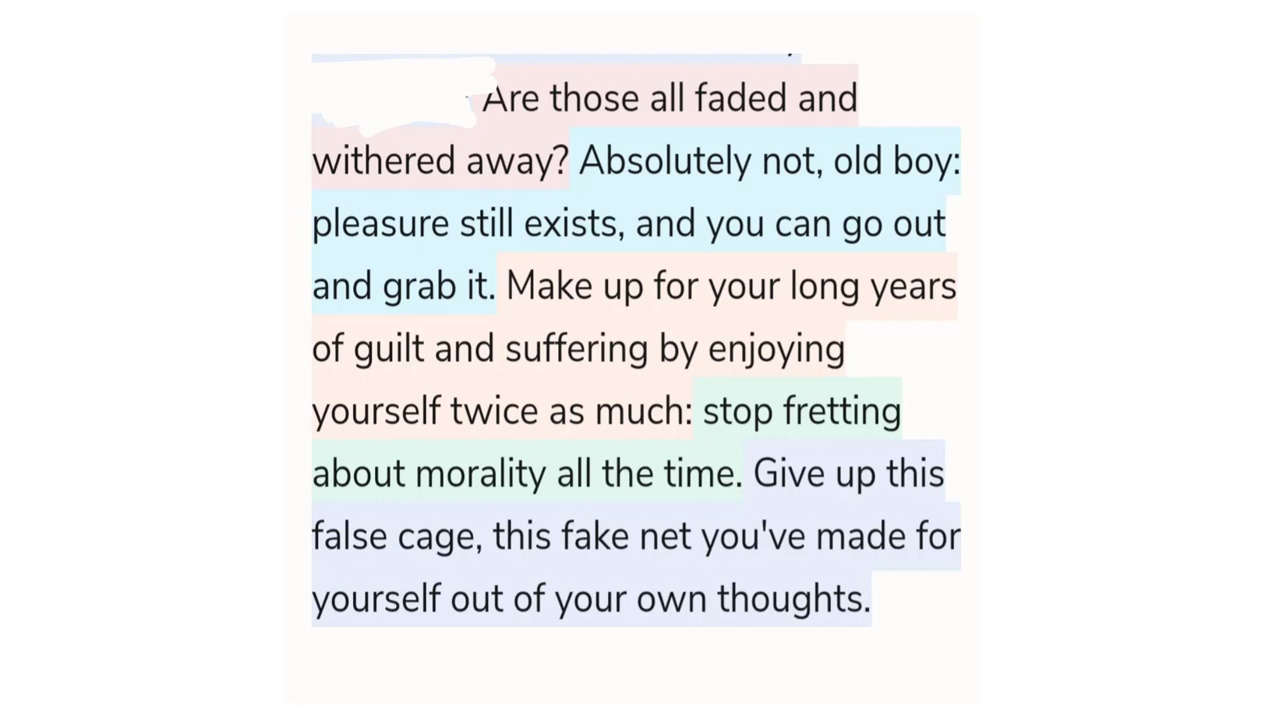 Are those all faded and
withered away? Absolutely not, old boy:
pleasure still exists, and you can go out
and grab it. Make up for your long years
of guilt and suffering by enjoying
yourself twice as much: stop fretting
about morality all the time. Give up this
false cage, this fake net you've made for
yourself out of your own thoughts.